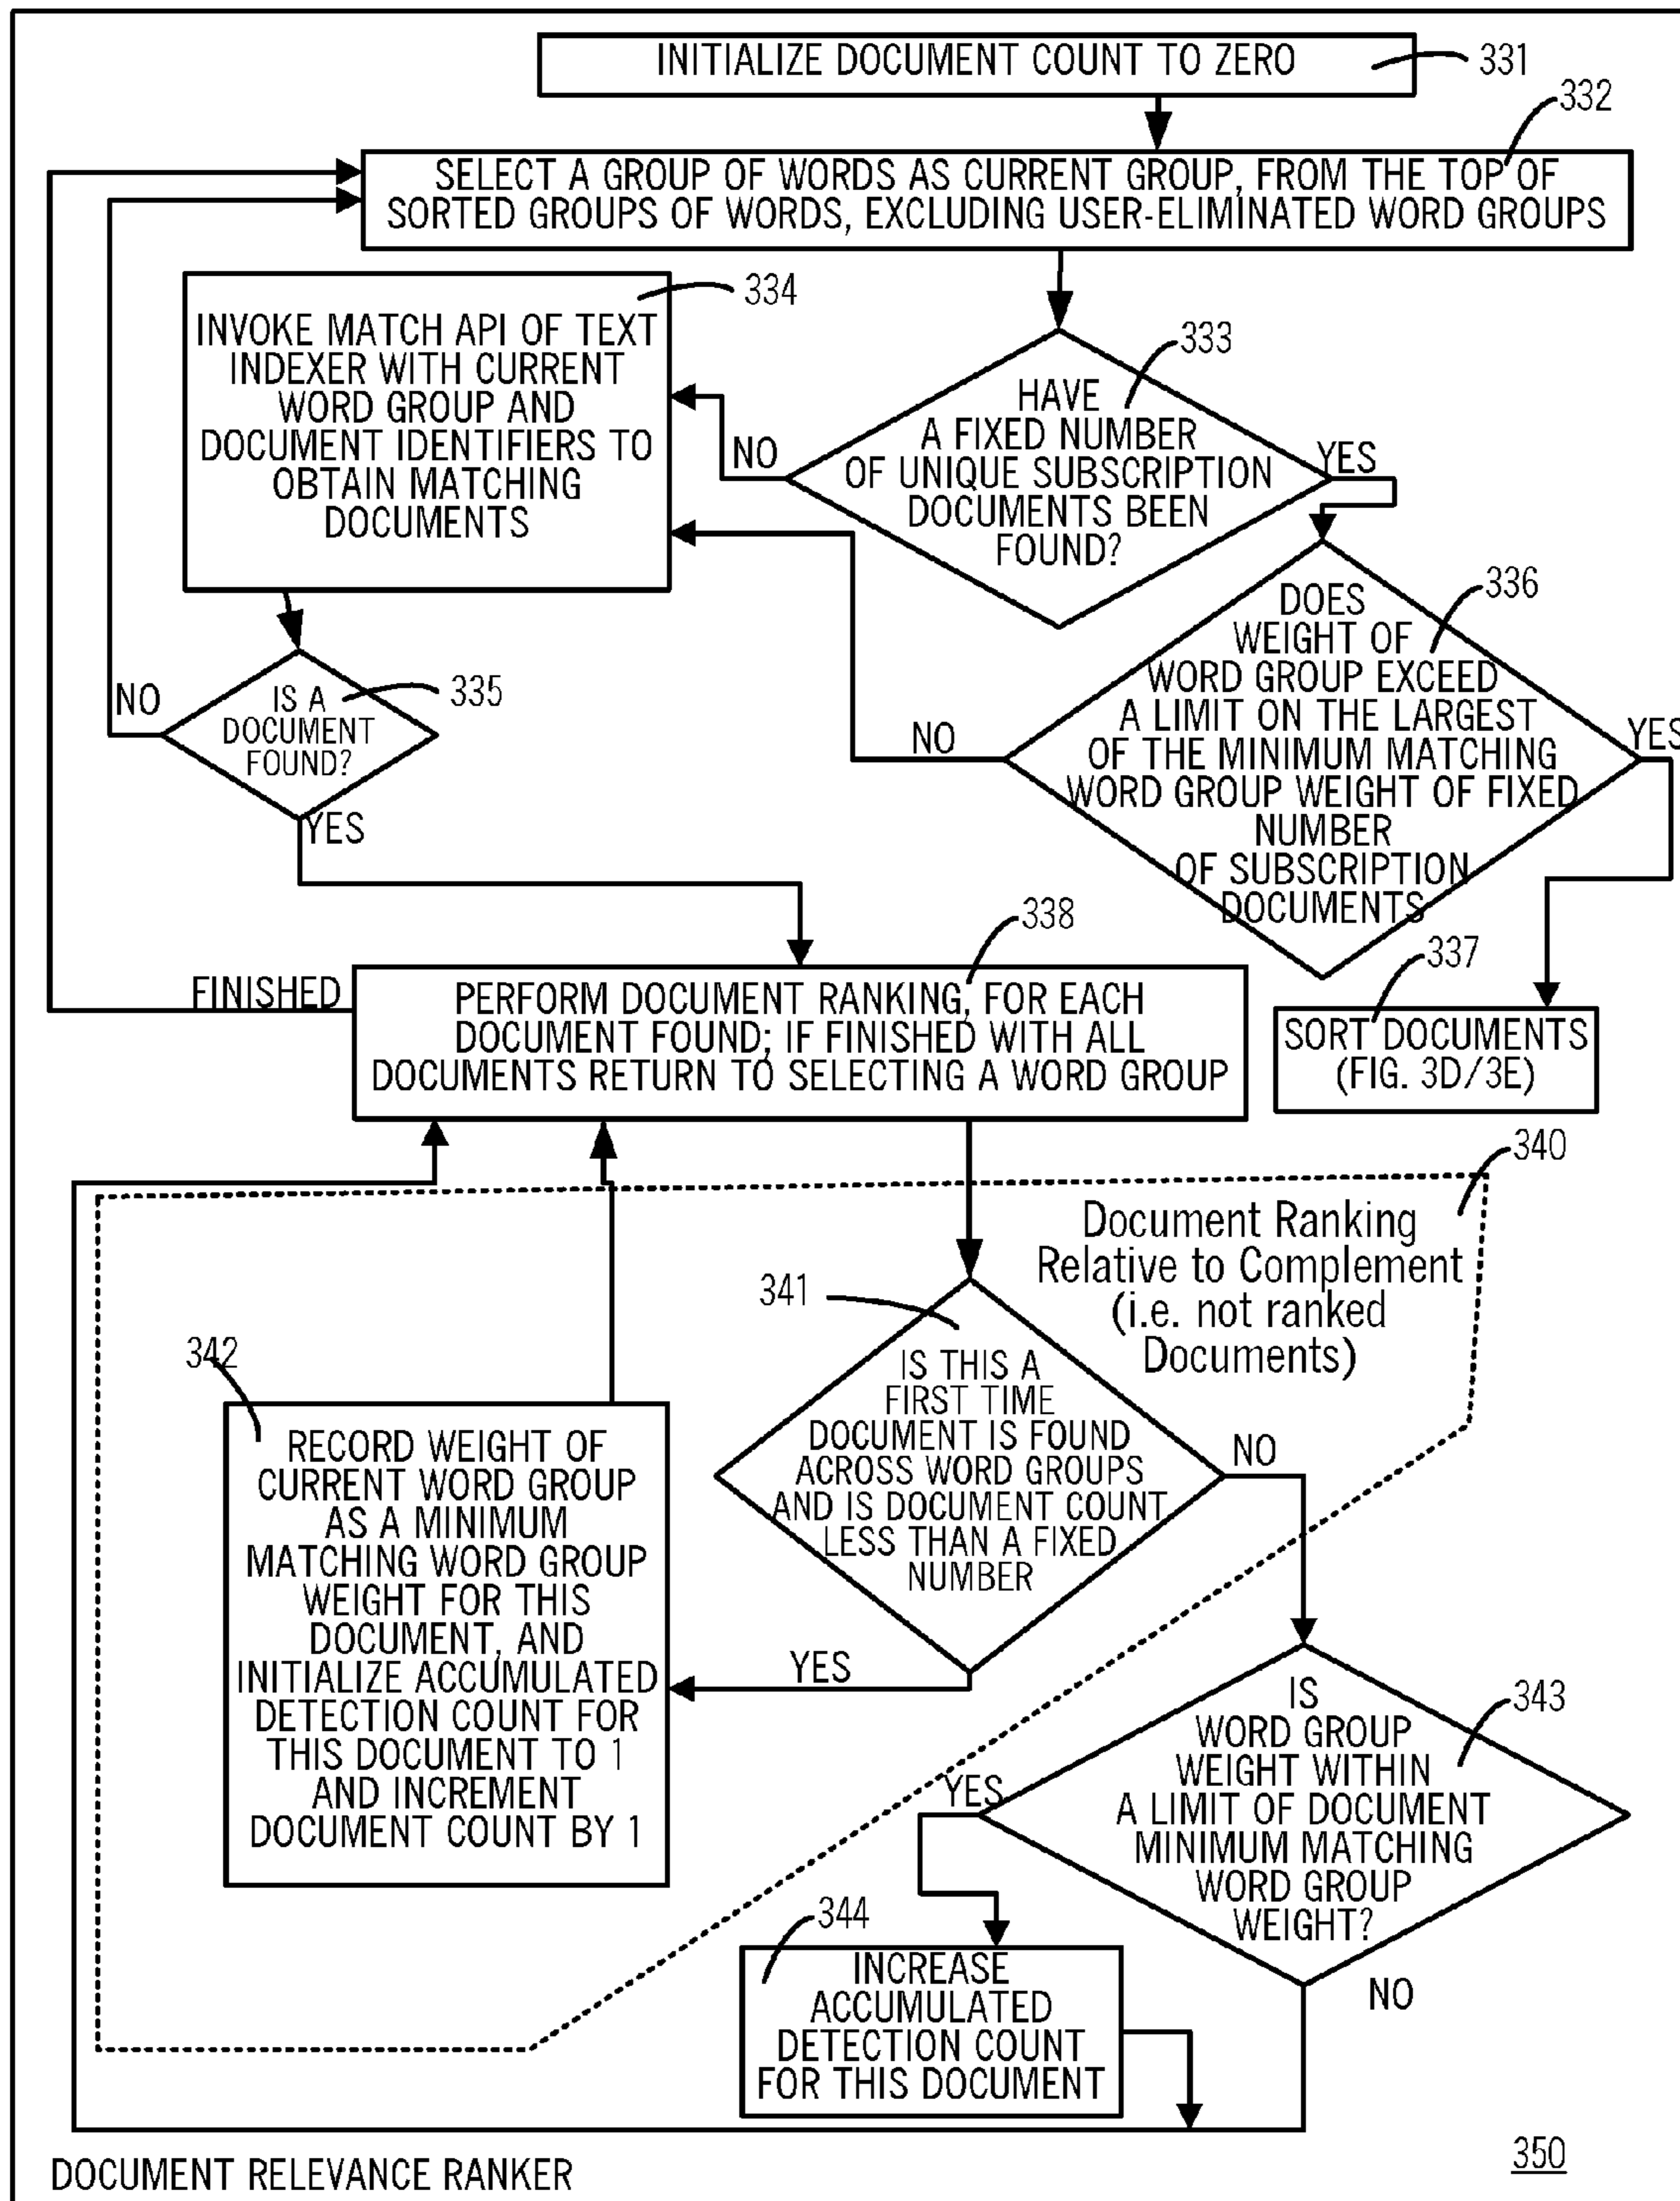 INITIALIZE DOCUMENT COUNT TO ZERO
331
332
SELECT A GROUP OF WORDS AS CURRENT GROUP, FROM THE TOP OF
SORTED GROUPS OF WORDS, EXCLUDING USER-ELIMINATED WORD GROUPS
334
INVOKE MATCH API OF TEXT
INDEXER WITH CURRENT
WORD GROUP AND
DOCUMENT IDENTIFIERS TO
OBTAIN MATCHING
DOCUMENTS
333
HAVE
A FIXED NUMBER
OF UNIQUE SUBSCRIPTION
DOCUMENTS BEEN
FOUND?
NO
YES
336
DOES
WEIGHT OF
WORD GROUP EXCEED
A LIMIT ON THE LARGEST
OF THE MINIMUM MATCHING
WORD GROUP WEIGHT OF FIXED
NUMBER
OF SUBSCRIPTION
DOCUMENTS
NO
YES
335
IS A
DOCUMENT
FOUND?
NO
YES
337
SORT DOCUMENTS
(FIG. 3D/3E)
338
FINISHED
PERFORM DOCUMENT RANKING, FOR EACH
DOCUMENT FOUND; IF FINISHED WITH ALL
DOCUMENTS RETURN TO SELECTING A WORD GROUP
340
Document Ranking
Relative to Complement
(i.e. not ranked
Documents)
341
IS THIS A
FIRST TIME
DOCUMENT IS FOUND
ACROSS WORD GROUPS
AND IS DOCUMENT COUNT
LESS THAN A FIXED
NUMBER
NO
YES
342
RECORD WEIGHT OF
CURRENT WORD GROUP
AS A MINIMUM
MATCHING WORD GROUP
WEIGHT FOR THIS
DOCUMENT, AND
INITIALIZE ACCUMULATED
DETECTION COUNT FOR
THIS DOCUMENT TO 1
AND INCREMENT
DOCUMENT COUNT BY 1
343
IS
WORD GROUP
WEIGHT WITHIN
A LIMIT OF DOCUMENT
MINIMUM MATCHING
WORD GROUP
WEIGHT?
YES
NO
344
INCREASE
ACCUMULATED
DETECTION COUNT
FOR THIS DOCUMENT
DOCUMENT RELEVANCE RANKER
350